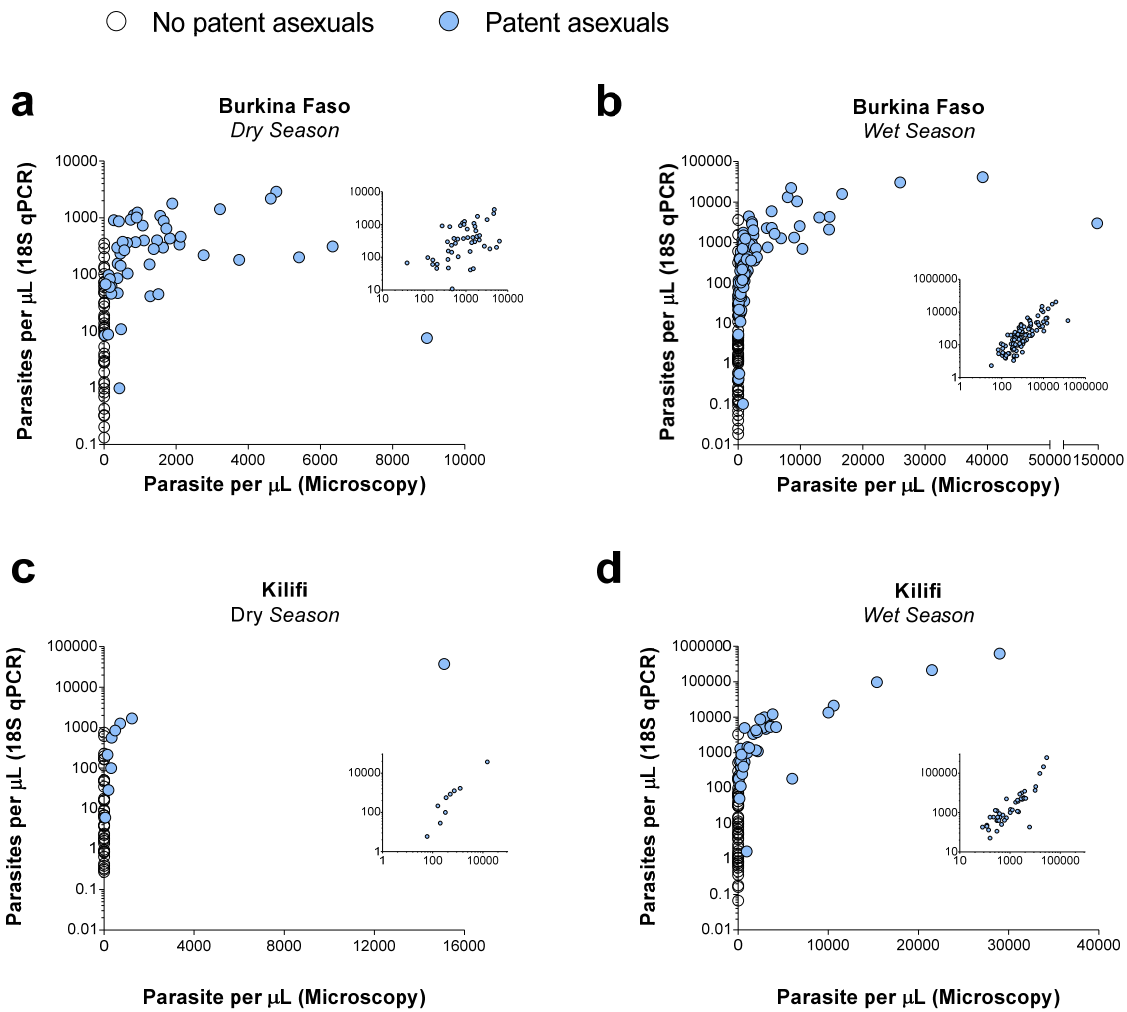 No patent asexuals Patent asexuals
a
Burkina Faso
Dry Season
Parasites per μL (18S qPCR)
10000
1000
100
10
1
0.1
0 2000 4000 6000 8000 10000
Parasite per μL (Microscopy)
10000
1000
100
10
10 100 1000 10000
b
Burkina Faso
Wet Season
Parasites per μL (18S qPCR)
100000
10000
1000
100
10
1
0.1
0.01
0 10000 20000 30000 40000 50000 150000
Parasite per μL (Microscopy)
1000000
10000
100
1
1 100 10000 1000000
c
Kilifi
Dry Season
Parasites per μL (18S qPCR)
100000
10000
1000
100
10
1
0.1
0.01
0 4000 8000 12000 16000
Parasite per μL (Microscopy)
10000
100
1
1 100 10000
d
Kilifi
Wet Season
Parasites per μL (18S qPCR)
1000000
100000
10000
1000
100
10
1
0.1
0.01
0 10000 20000 30000 40000
Parasite per μL (Microscopy)
100000
1000
10
10 1000 100000